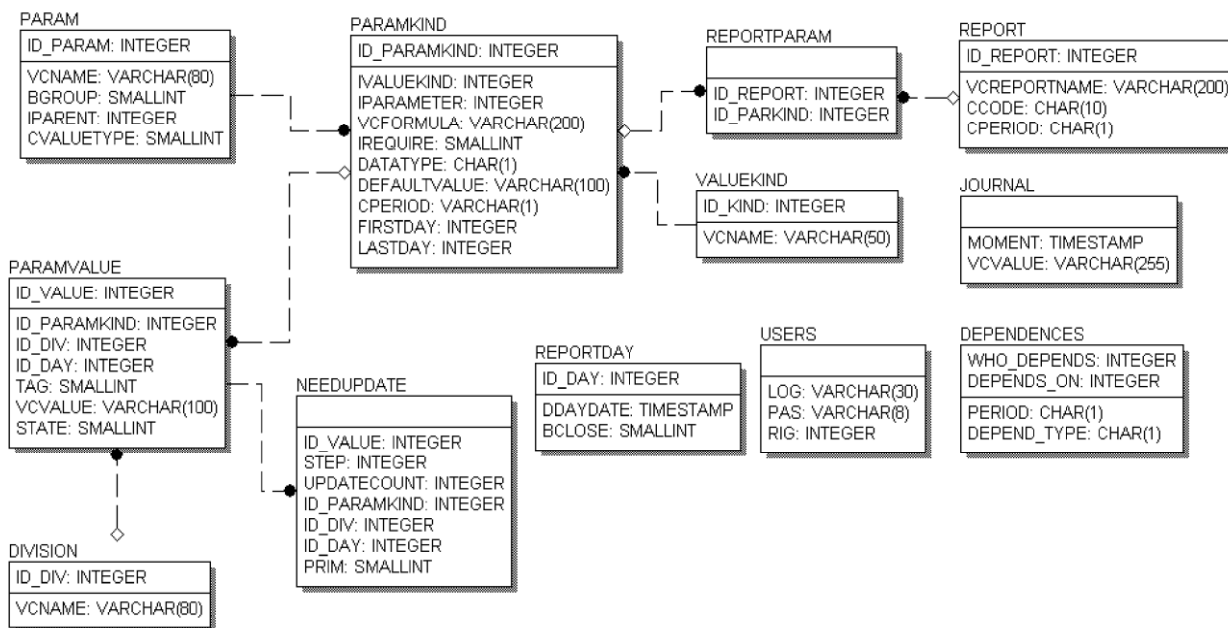 PARAM
ID_PARAM: INTEGER
VCNAME: VARCHAR(80)
BGROUP: SMALLINT
IPARENT: INTEGER
CVALUETYPE: SMALLINT
PARAMKIND
ID_PARAMKIND: INTEGER
IVALUEKIND: INTEGER
IPARAMETER: INTEGER
VCFORMULA: VARCHAR(200)
IREQUIRE: SMALLINT
DATATYPE: CHAR(1)
DEFAULTVALUE: VARCHAR(100)
CPERIOD: VARCHAR(1)
FIRSTDAY: INTEGER
LASTDAY: INTEGER
REPORTPARAM
ID_REPORT: INTEGER
ID_PARKIND: INTEGER
REPORT
ID_REPORT: INTEGER
VCREPORTNAME: VARCHAR(200)
CCODE: CHAR(10)
CPERIOD: CHAR(1)
VALUEKIND
ID_KIND: INTEGER
VCNAME: VARCHAR(50)
JOURNAL
MOMENT: TIMESTAMP
VCVALUE: VARCHAR(255)
PARAMVALUE
ID_VALUE: INTEGER
ID_PARAMKIND: INTEGER
ID_DIV: INTEGER
ID_DAY: INTEGER
TAG: SMALLINT
VCVALUE: VARCHAR(100)
STATE: SMALLINT
NEEDUPDATE
ID_VALUE: INTEGER
STEP: INTEGER
UPDATECOUNT: INTEGER
ID_PARAMKIND: INTEGER
ID_DIV: INTEGER
ID_DAY: INTEGER
PRIM: SMALLINT
REPORTDAY
ID_DAY: INTEGER
DDAYDATE: TIMESTAMP
BCLOSE: SMALLINT
USERS
LOG: VARCHAR(30)
PAS: VARCHAR(8)
RIG: INTEGER
DEPENDENCES
WHO_DEPENDS: INTEGER
DEPENDS_ON: INTEGER
PERIOD: CHAR(1)
DEPEND_TYPE: CHAR(1)
DIVISION
ID_DIV: INTEGER
VCNAME: VARCHAR(80)